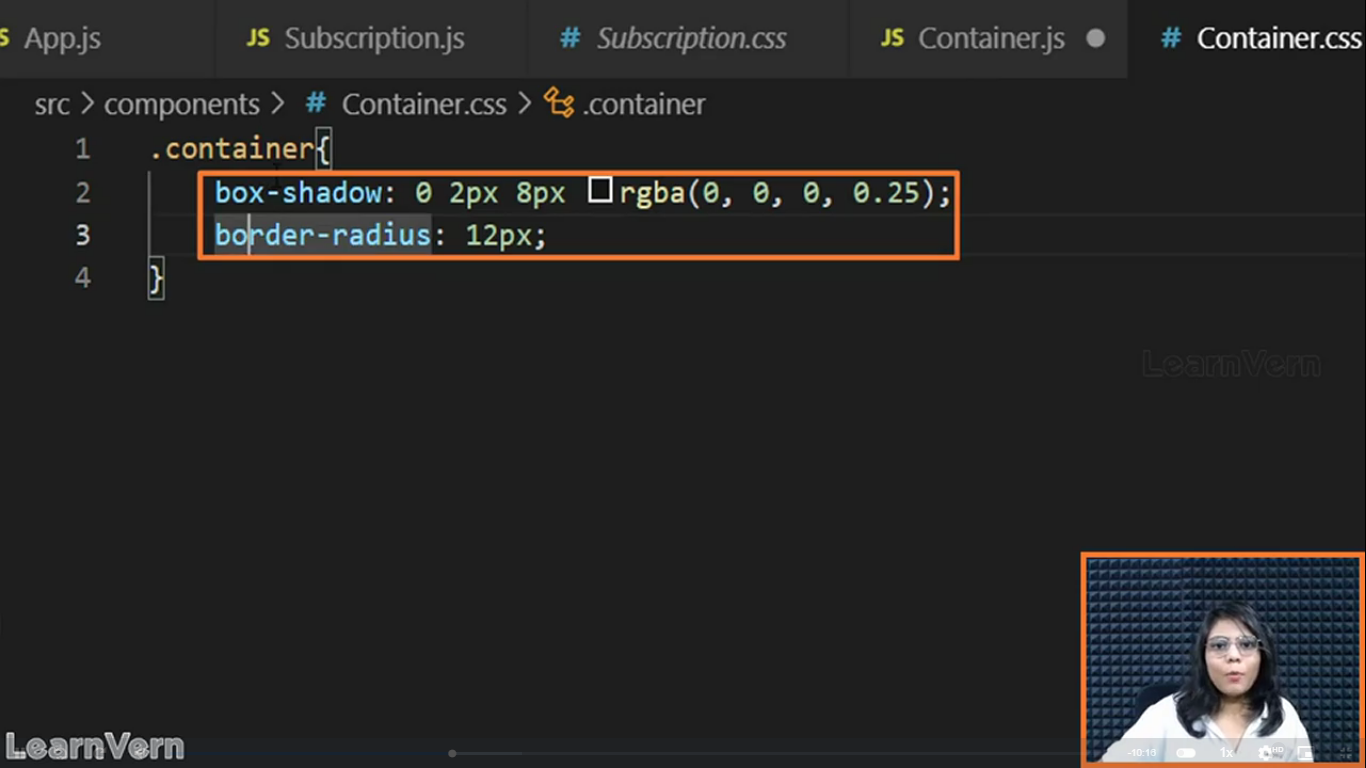 JS App.js JS Subscription.js # Subscription.css JS Container.js # Container.css
src > components > # Container.css > .container
1 .container{
2 box-shadow: 0 2px 8px rgba(0, 0, 0, 0.25);
3 border-radius: 12px;
4 }
LearnVern
LearnVern
-10:16 1x HD